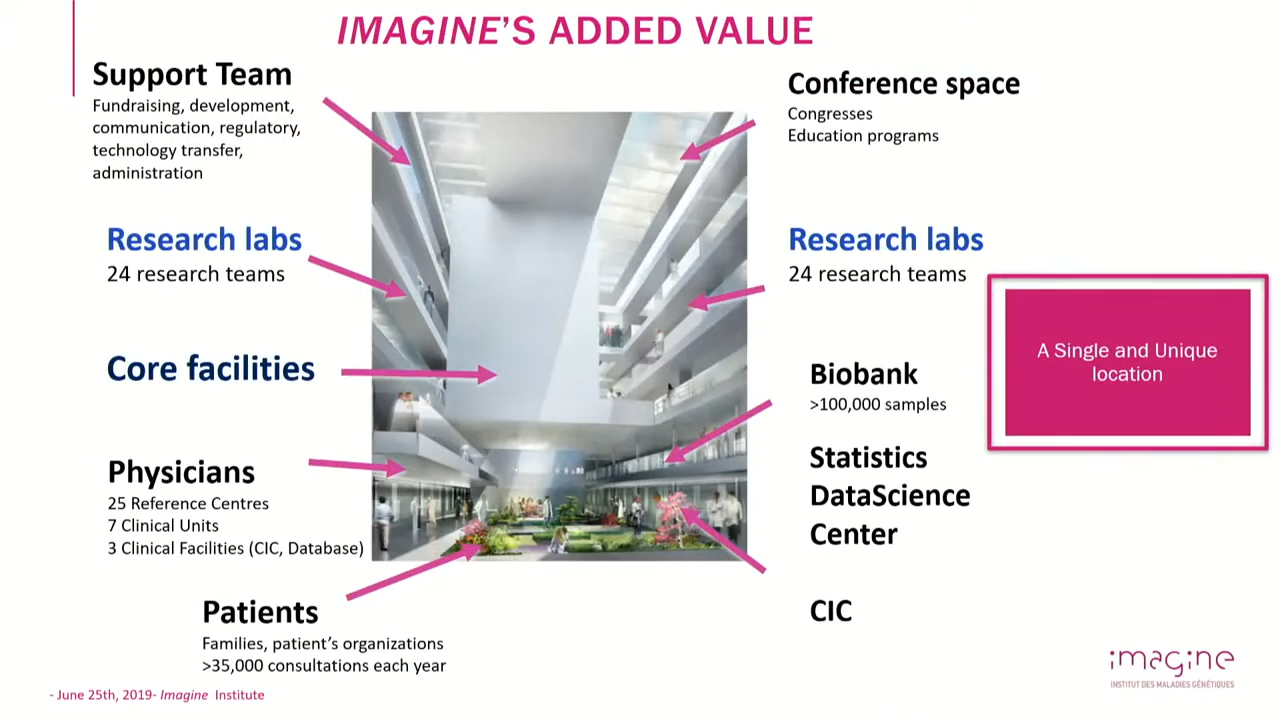 IMAGINE'S ADDED VALUE
Support Team
Fundraising, development,
communication, regulatory,
technology transfer,
administration
Research labs
24 research teams
Core facilities
Physicians
25 Reference Centres
7 Clinical Units
3 Clinical Facilities (CIC, Database)
Patients
Families, patient's organizations
>35,000 consultations each year
Conference space
Congresses
Education programs
Research labs
24 research teams
Biobank
>100,000 samples
Statistics
DataScience
Center
CIC
A Single and Unique
location
- June 25th, 2019- Imagine Institute
imagine
INSTITUT DES MALADIES GÉNÉTIQUES